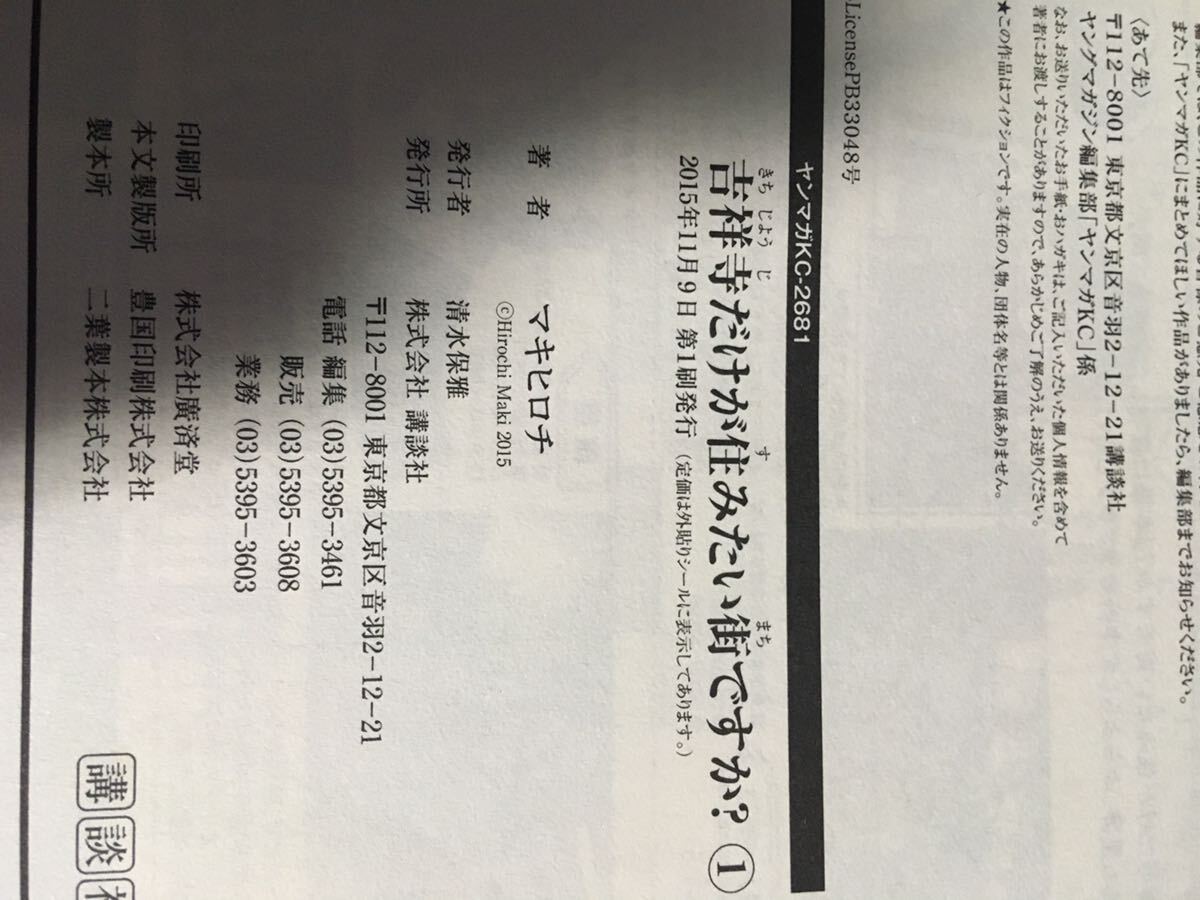 また、「ヤンマガKC」にまとめてほしい作品がありましたら、編集部までお知らせください。
〈あて先〉
〒112-8001 東京都文京区音羽2-12-21講談社
ヤングマガジン編集部「ヤンマガKC」係
なお、お送りいただいたお手紙・おハガキは、ご記入いただいた個人情報を含めて
著者にお渡しすることがありますので、あらかじめご了解のうえ、お送りください。
★この作品はフィクションです。実在の人物、団体名等とは関係ありません。
LicensePB33048号
ヤンマガKC-2681
きち じょう じ す まち
吉祥寺だけが住みたい街ですか? ①
2015年11月9日 第1刷発行 (定価は外貼りシールに表示してあります。)
著 者 マキヒロチ
©Hirochi Maki 2015
発行者 清水保雅
発行所 株式会社 講談社
〒112-8001 東京都文京区音羽2-12-21
電話 編集 (03)5395-3461
販売 (03)5395-3608
業務 (03)5395-3603
印刷所 株式会社廣済堂
本文製版所 豊国印刷株式会社
製本所 二葉製本株式会社
講談